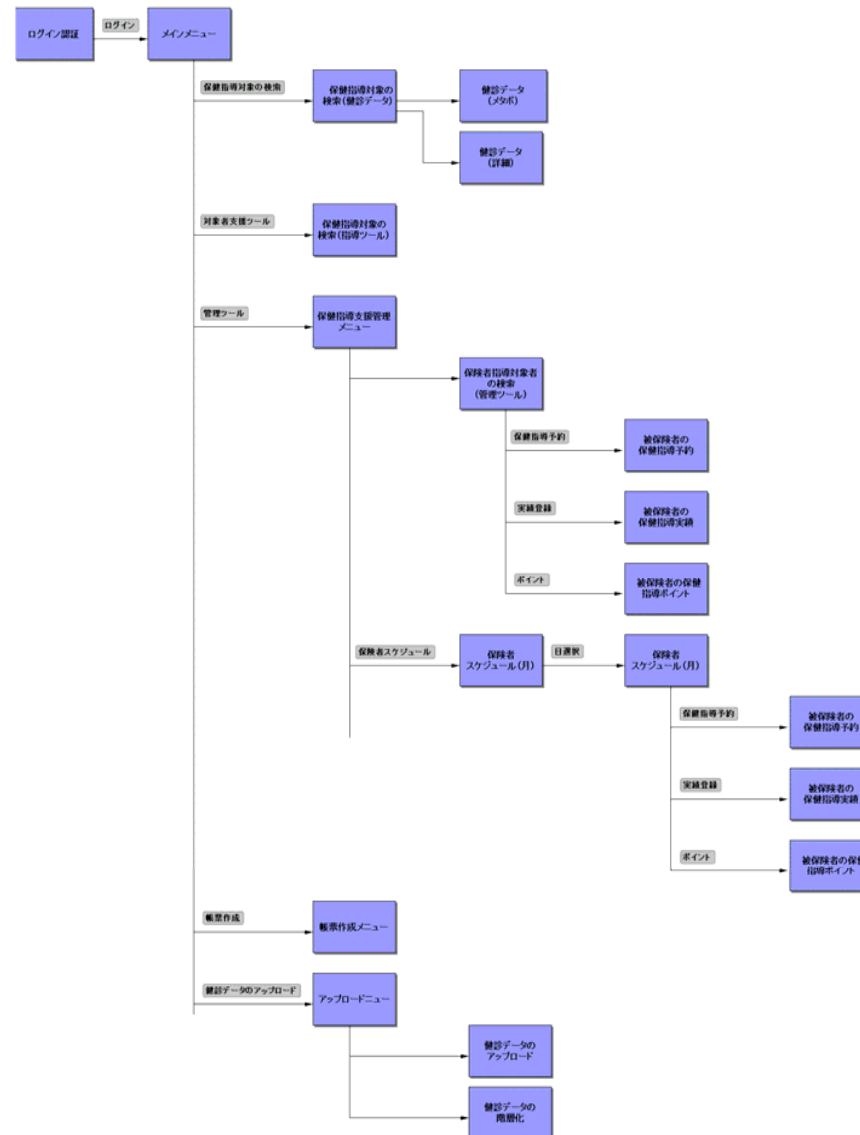 ログイン認証
ログイン
メインメニュー
保健指導対象の検索
保健指導対象の
検索(健診データ)
健診データ
(メタボ)
健診データ
(詳細)
対象者支援ツール
保健指導対象の
検索(指導ツール)
管理ツール
保健指導支援管理
メニュー
保険者指導対象者
の検索
(管理ツール)
保健指導予約
被保険者の
保健指導予約
実績登録
被保険者の
保健指導実績
ポイント
被保険者の保健
指導ポイント
保険者スケジュール
保険者
スケジュール(月)
日選択
保険者
スケジュール(月)
保健指導予約
被保険者の
保健指導予約
実績登録
被保険者の
保健指導実績
ポイント
被保険者の保
指導ポイント
帳票作成
帳票作成メニュー
健診データのアップロード
アップロードニュー
健診データの
アップロード
健診データの
階層化